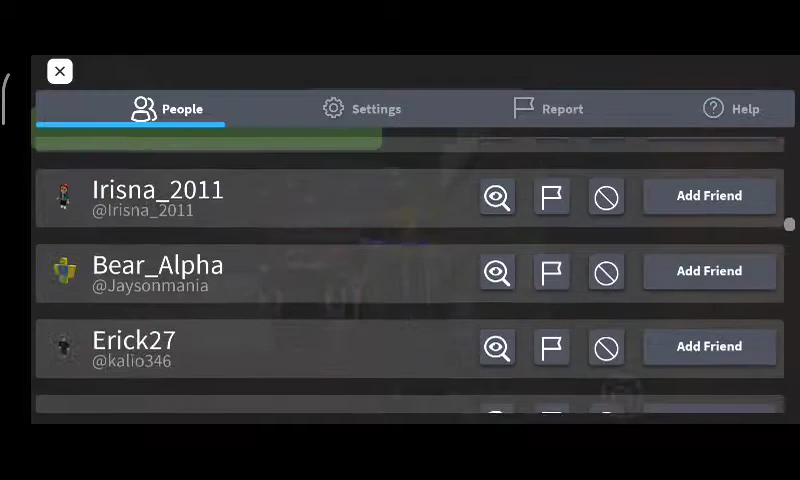 People
Settings
Report
Help
Irisna_2011
@Irisna_2011
Add Friend
Bear_Alpha
@Jaysonmania
Add Friend
Erick27
@kalio346
Add Friend